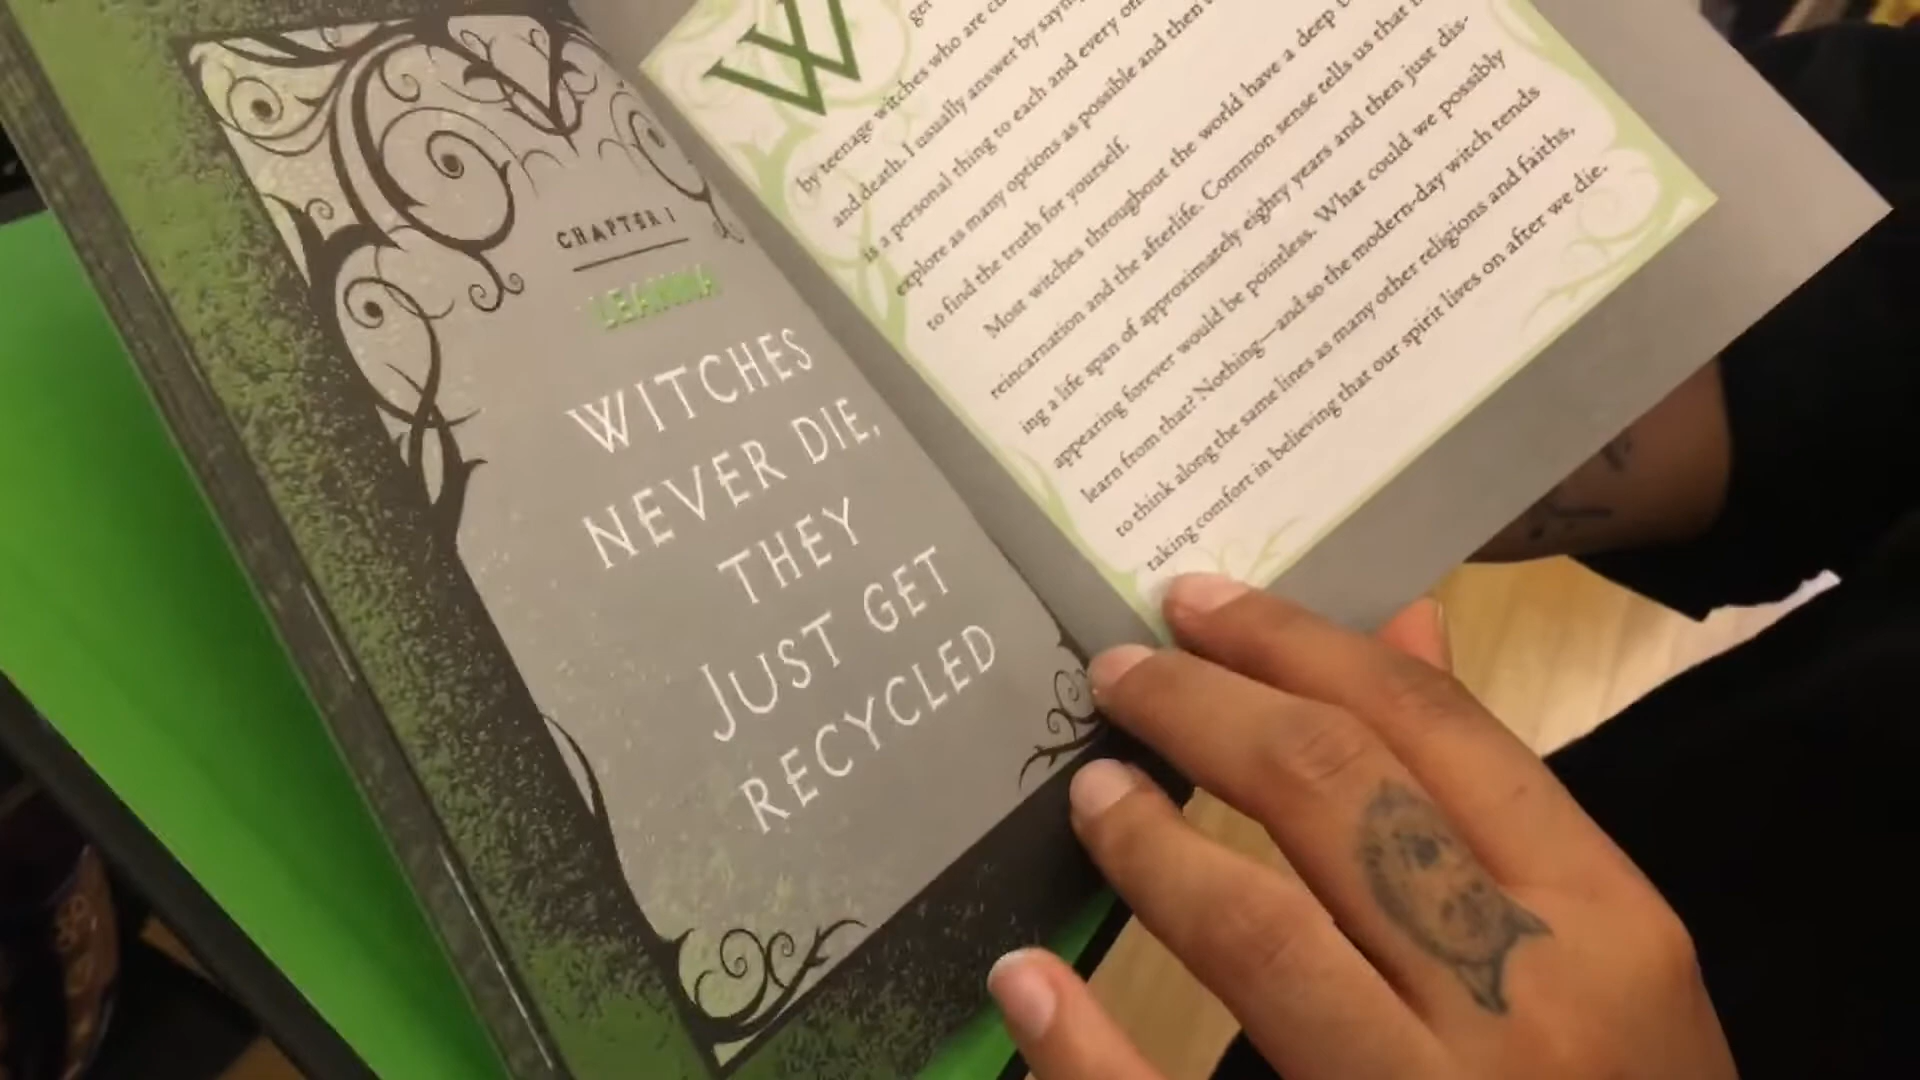 CHAPTER 1
LEANNA
WITCHES
NEVER DIE,
THEY
JUST GET
RECYCLED
W
by teenage witches who are
and death. I usually answer by
is a personal thing to each and every
explore as many options as possible and then
to find the truth for yourself.
Most witches throughout the world have a deep
reincarnation and the afterlife. Common sense tells us that
ing a life span of approximately eighty years and then just dis-
appearing forever would be pointless. What could we possibly
learn from that? Nothing—and so the modern-day witch tends
to think along the same lines as many other religions and faiths,
taking comfort in believing that our spirit lives on after we die.